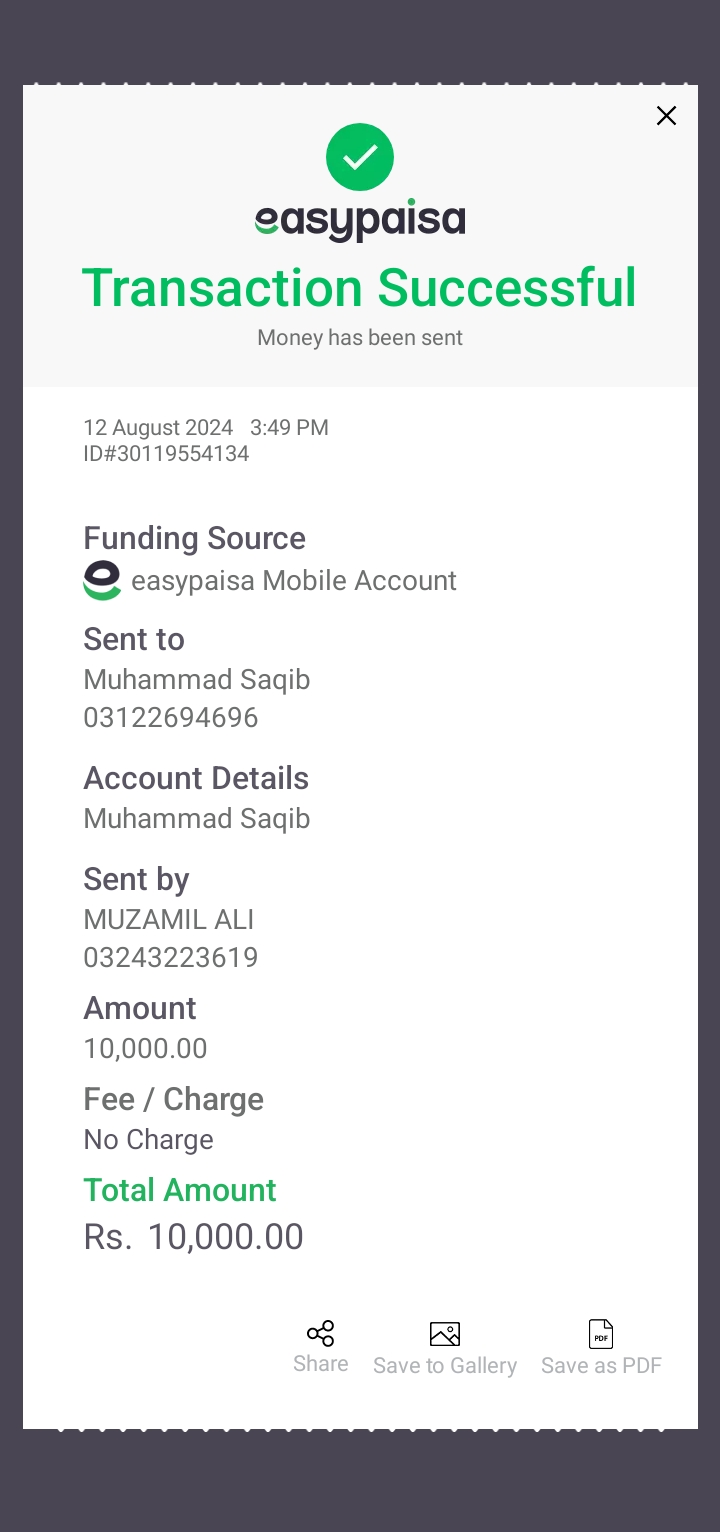 easypaisa
Transaction Successful
Money has been sent
12 August 2024 3:49 PM
ID#30119554134
Funding Source
easypaisa Mobile Account
Sent to
Muhammad Saqib
03122694696
Account Details
Muhammad Saqib
Sent by
MUZAMIL ALI
03243223619
Amount
10,000.00
Fee / Charge
No Charge
Total Amount
Rs. 10,000.00
PDF
Share Save to Gallery Save as PDF